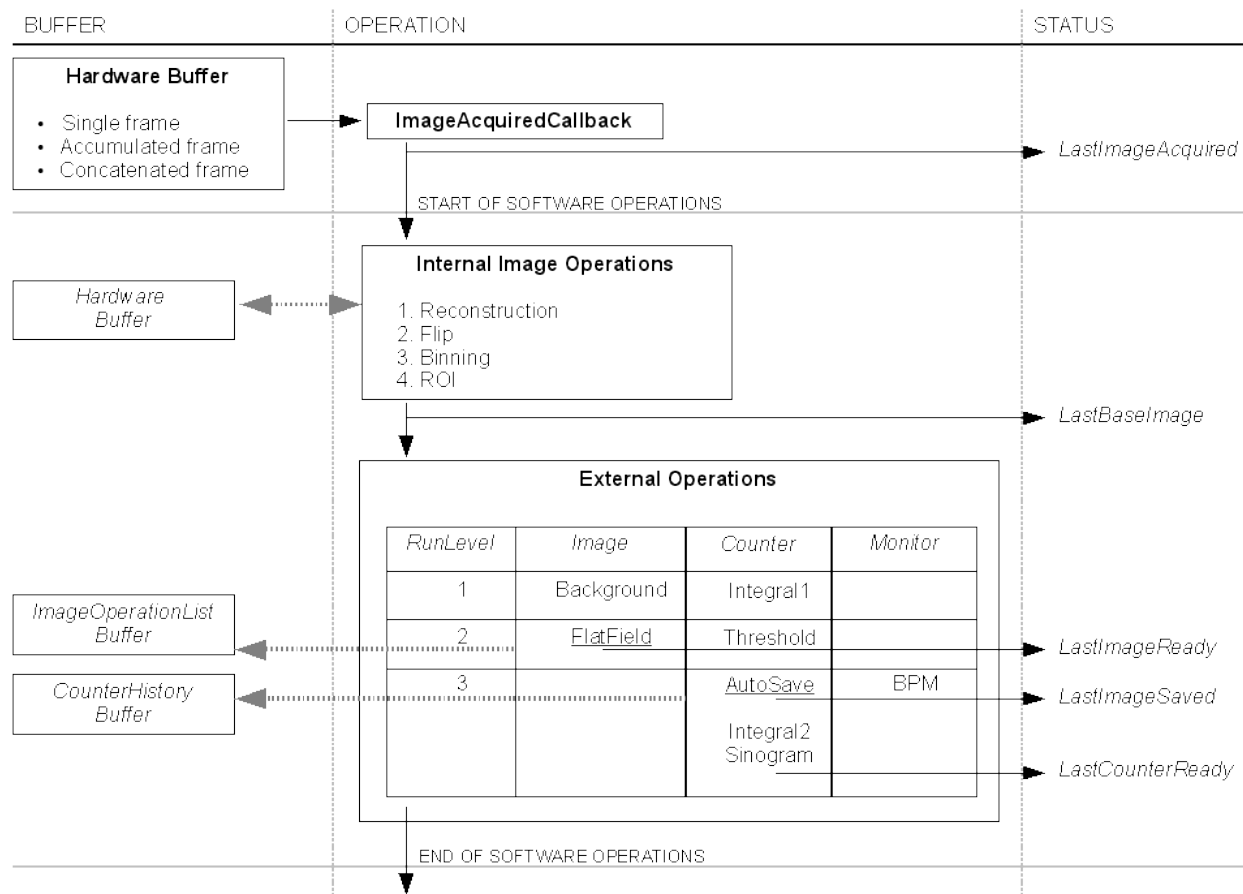 BUFFER
OPERATION
STATUS
Hardware Buffer
• Single frame
• Accumulated frame
• Concatenated frame
ImageAcquiredCallback
LastImageAcquired
START OF SOFTWARE OPERATIONS
Internal Image Operations
1. Reconstruction
2. Flip
3. Binning
4. ROI
Hardware
Buffer
LastBaseImage
External Operations
RunLevel Image Counter Monitor
1 Background Integral1
2 FlatField Threshold
3 AutoSave BPM
Integral2
Sinogram
ImageOperationList
Buffer
CounterHistory
Buffer
LastImageReady
LastImageSaved
LastCounterReady
END OF SOFTWARE OPERATIONS